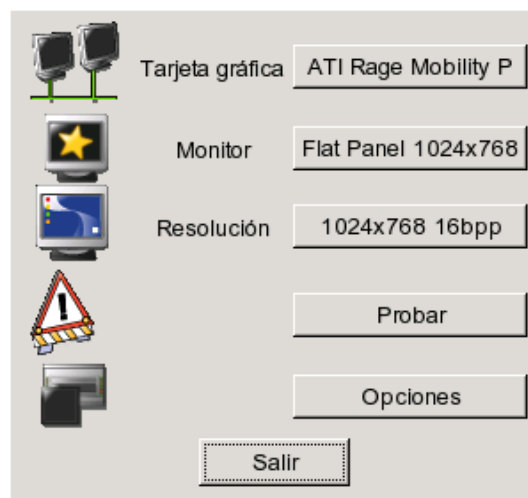 Tarjeta gráfica ATI Rage Mobility P
Monitor Flat Panel 1024x768
Resolución 1024x768 16bpp
Probar
Opciones
Salir